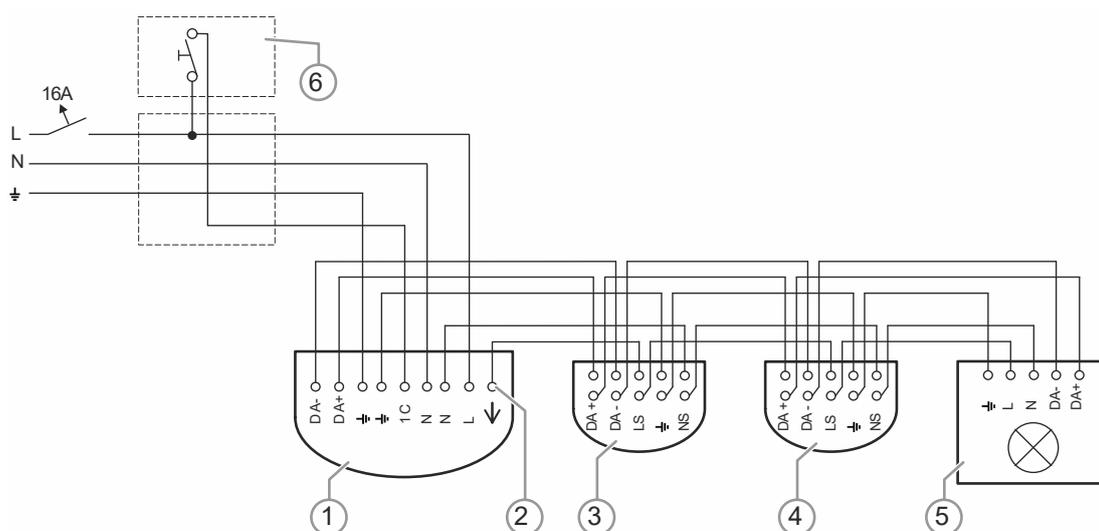 6
16A
L
N
DA-
DA+
1C
N
N
L
DA+
DA-
LS
NS
DA+
DA-
LS
NS
L
N
DA-
DA+
1
2
3
4
5